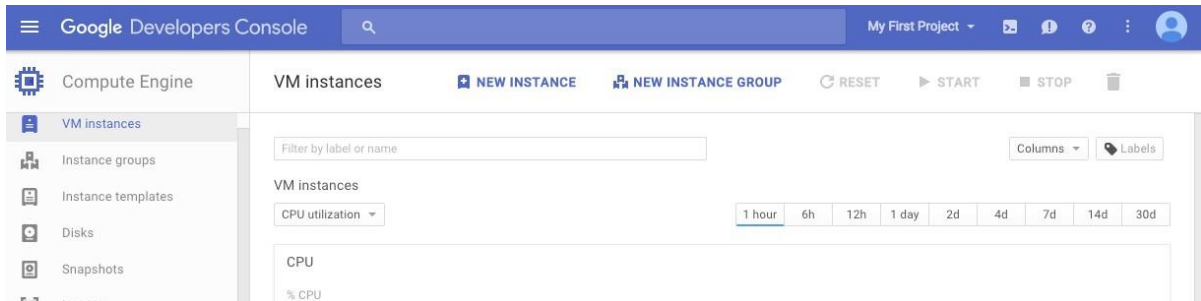 Google Developers Console
My First Project
Compute Engine
VM instances
NEW INSTANCE
NEW INSTANCE GROUP
RESET
START
STOP
VM instances
Instance groups
Instance templates
Disks
Snapshots
Filter by label or name
Columns
Labels
VM instances
CPU utilization
1 hour 6h 12h 1 day 2d 4d 7d 14d 30d
CPU
% CPU